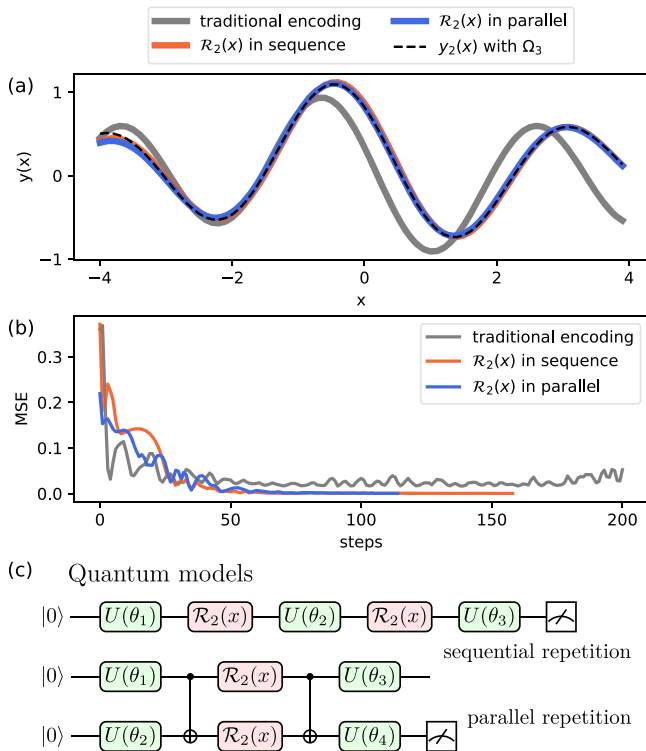 traditional encoding
R₂(x) in sequence
R₂(x) in parallel
y₂(x) with Ω₃
(a)
y(x)
1
0
−1
−4
−2
0
2
4
x
(b)
MSE
0.3
0.2
0.1
0.0
traditional encoding
R₂(x) in sequence
R₂(x) in parallel
0
50
100
150
200
steps
(c) Quantum models
|0⟩ U(θ₁) R₂(x) U(θ₂) R₂(x) U(θ₃)
sequential repetition
|0⟩ U(θ₁) R₂(x) U(θ₃)
parallel repetition
|0⟩ U(θ₂) R₂(x) U(θ₄)